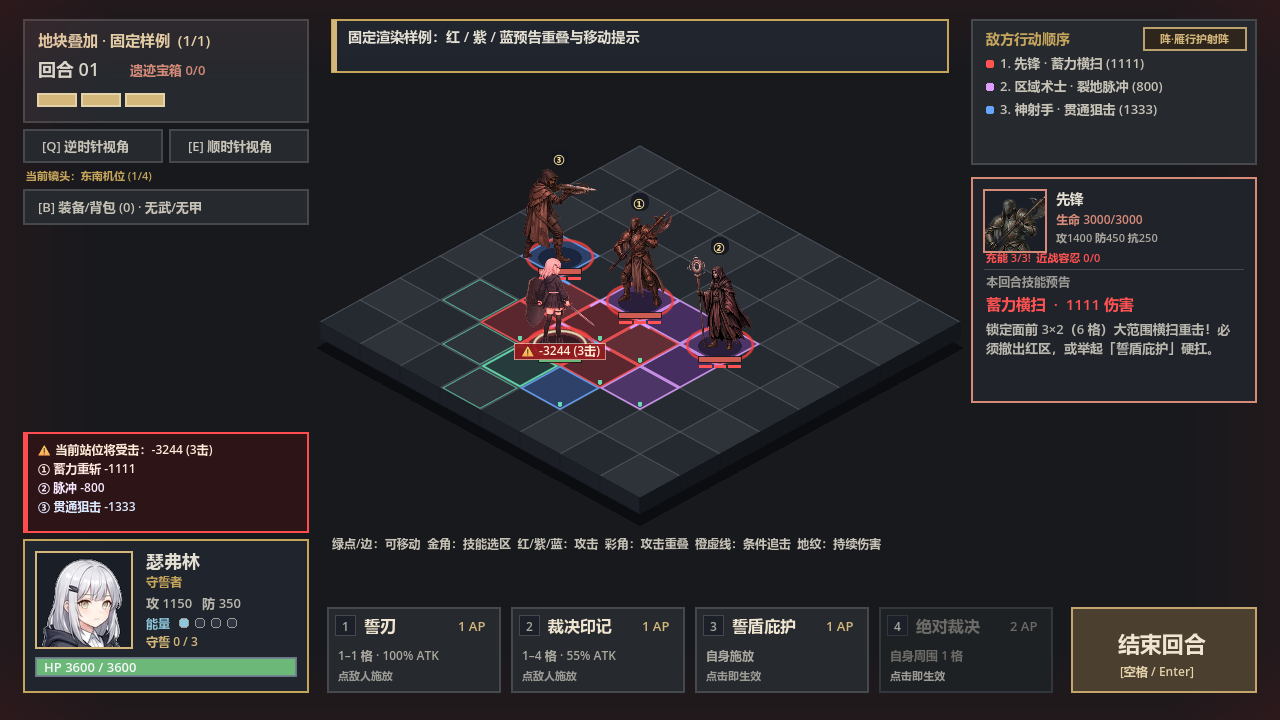 地块叠加 · 固定样例 (1/1)
回合 01 遗迹宝箱 0/0
[Q] 逆时针视角 [E] 顺时针视角
当前镜头：东南机位 (1/4)
[B] 装备/背包 (0) · 无武/无甲
固定渲染样例：红 / 紫 / 蓝预告重叠与移动提示
敌方行动顺序 阵·雁行护射阵
1. 先锋 · 蓄力横扫 (1111)
2. 区域术士 · 裂地脉冲 (800)
3. 神射手 · 贯通狙击 (1333)
先锋
生命 3000/3000
攻1400 防450 抗250
充能 3/3! 近战容忍 0/0
本回合技能预告
蓄力横扫 · 1111 伤害
锁定面前 3×2（6 格）大范围横扫重击！必
须撤出红区，或举起「誓盾庇护」硬扛。
③
①
②
-3244 (3击)
当前站位将受击：-3244 (3击)
① 蓄力重斩 -1111
② 脉冲 -800
③ 贯通狙击 -1333
瑟弗林
守誓者
攻 1150 防 350
能量
守誓 0 / 3
HP 3600 / 3600
绿点/边：可移动 金角：技能选区 红/紫/蓝：攻击 彩角：攻击重叠 橙虚线：条件追击 地纹：持续伤害
1 誓刃 1 AP
1–1 格 · 100% ATK
点敌人施放
2 裁决印记 1 AP
1–4 格 · 55% ATK
点敌人施放
3 誓盾庇护 1 AP
自身施放
点击即生效
4 绝对裁决 2 AP
自身周围 1 格
点击即生效
结束回合
[空格 / Enter]